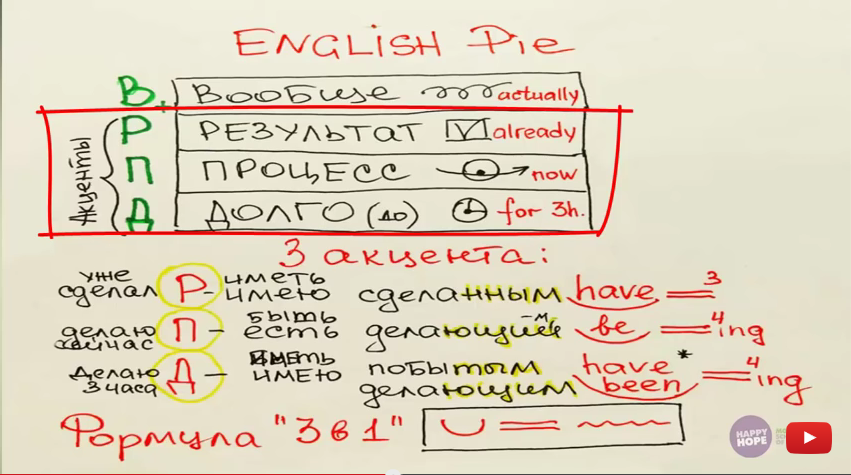 ENGLISH Pie
В. Вообще actually
Р РЕЗУЛЬТАТ V already
П ПРОЦЕСС now
Д ДОЛГО (до) for 3h.
Акценты
3 акцента:
уже сделал Р - иметь имею сделанным have 3
делаю сейчас П - быть есть делающий -м be 4 ing
делаю 3 часа Д - иметь имею побытым делающим have been * 4 ing
Формула "3 в 1"
HAPPY HOPE